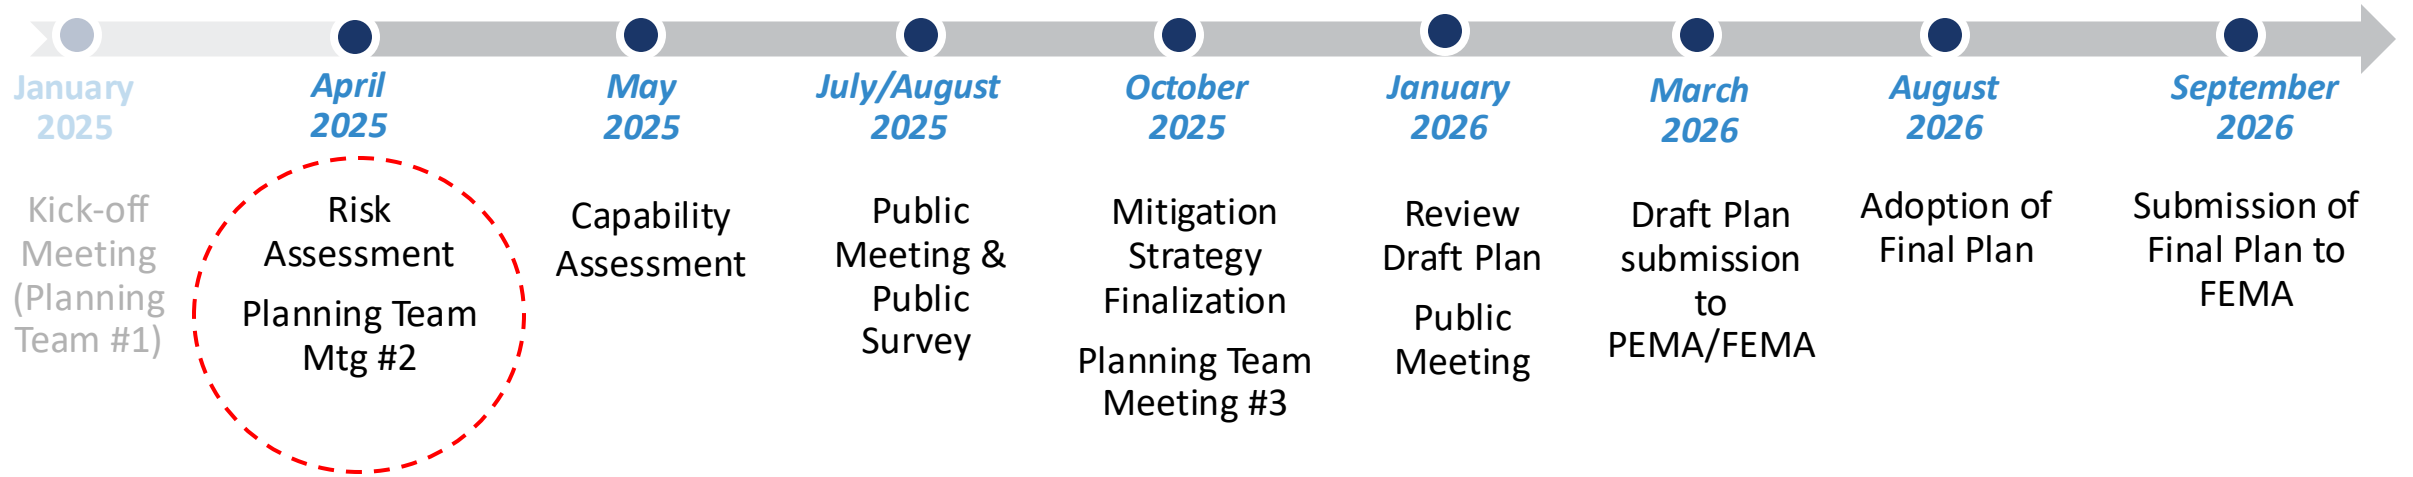 January
2025
Kick-off
Meeting
(Planning
Team #1)
April
2025
Risk
Assessment
Planning Team
Mtg #2
May
2025
Capability
Assessment
July/August
2025
Public
Meeting &
Public
Survey
October
2025
Mitigation
Strategy
Finalization
Planning Team
Meeting #3
January
2026
Review
Draft Plan
Public
Meeting
March
2026
Draft Plan
submission
to
PEMA/FEMA
August
2026
Adoption of
Final Plan
September
2026
Submission of
Final Plan to
FEMA